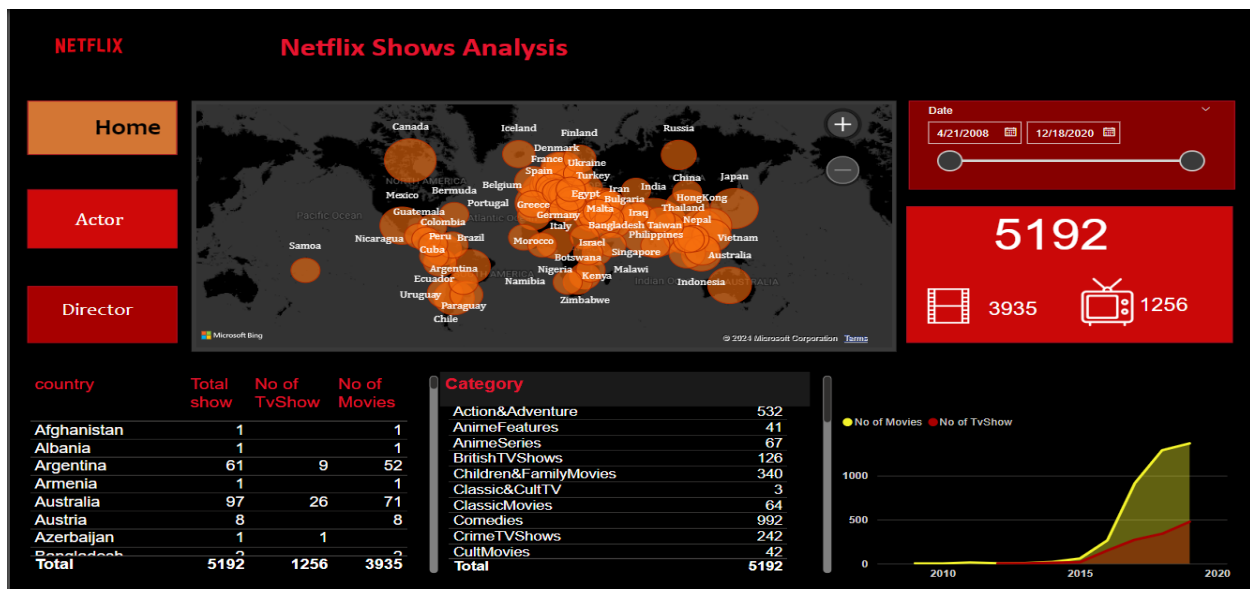 NETFLIX
Netflix Shows Analysis
Home
Actor
Director
Canada
Iceland
Finland
Russia
Denmark
France
Ukraine
Spain
Turkey
China
Japan
NORTH AMERICA
Mexico
Bermuda
Belgium
Egypt
Iran
India
Portugal
Greece
Bulgaria
HongKong
Guatemala
Malta
Thailand
Pacific Ocean
Colombia
Germany
Iraq
Nepal
Italy
Bangladesh
Taiwan
Nicaragua
Peru
Brazil
Philippines
Vietnam
Samoa
Morocco
Israel
Cuba
Singapore
Botswana
Australia
Argentina
Nigeria
Malawi
Ecuador
Kenya
Namibia
Indonesia
AUSTRALIA
Uruguay
Zimbabwe
Paraguay
Chile
Microsoft Bing
© 2024 Microsoft Corporation Terms
Date
4/21/2008 12/18/2020
5192
3935 1256
country Total show No of TvShow No of Movies
Afghanistan 1 1
Albania 1 1
Argentina 61 9 52
Armenia 1 1
Australia 97 26 71
Austria 8 8
Azerbaijan 1 1
Total 5192 1256 3935
Category
Action&Adventure 532
AnimeFeatures 41
AnimeSeries 67
BritishTVShows 126
Children&FamilyMovies 340
Classic&CultTV 3
ClassicMovies 64
Comedies 992
CrimeTVShows 242
CultMovies 42
Total 5192
No of Movies No of TvShow
1000
500
0
2010 2015 2020